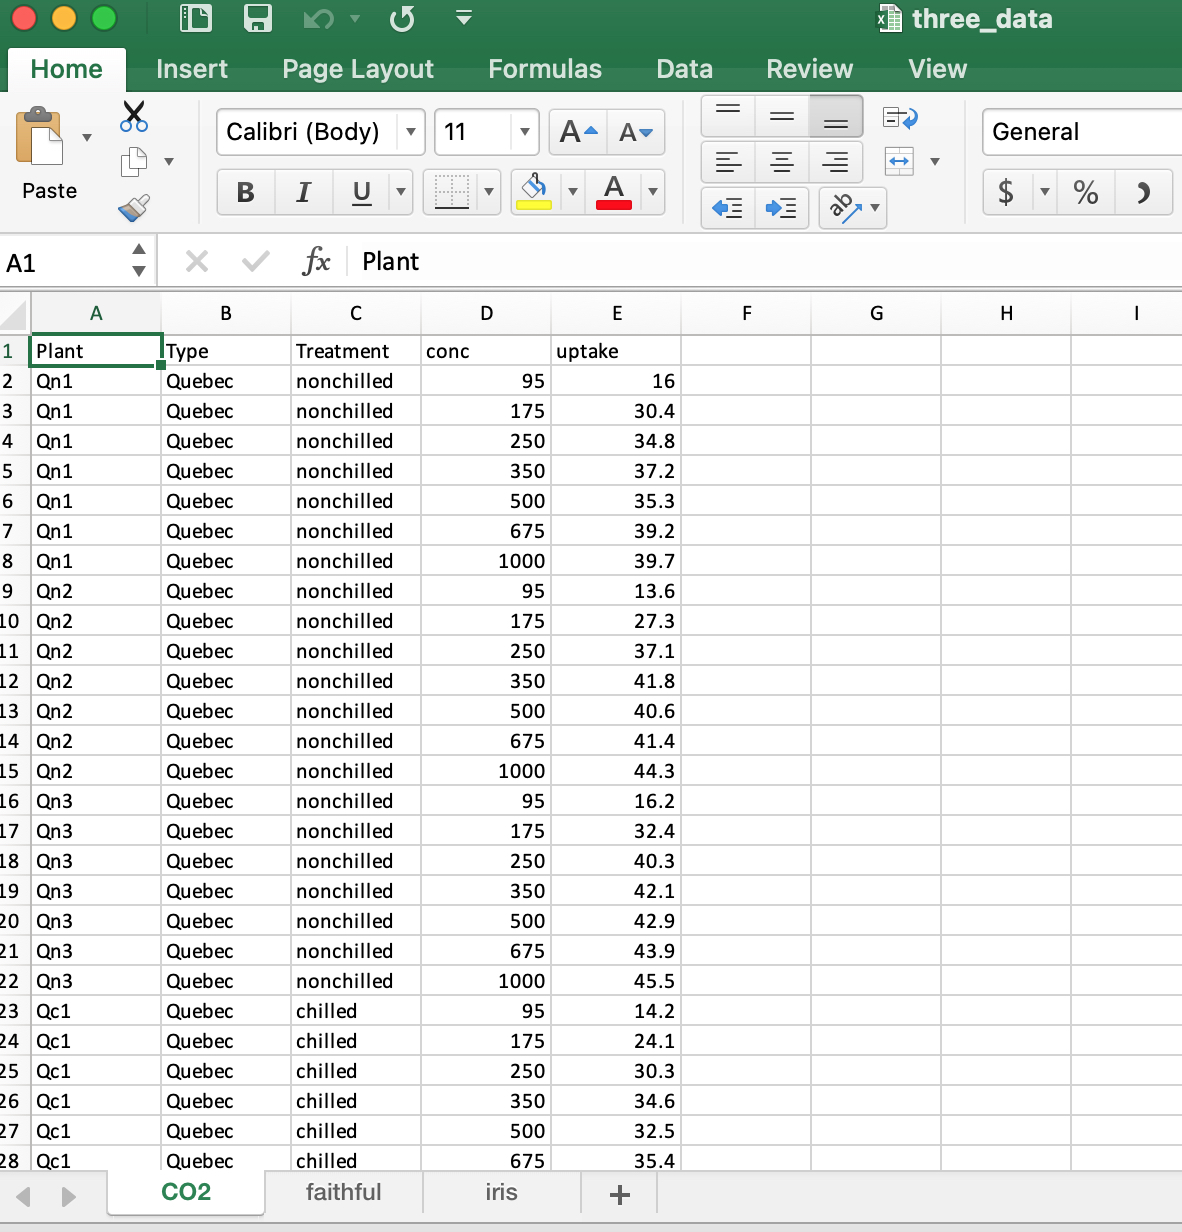 three_data
Home Insert Page Layout Formulas Data Review View
Paste Calibri (Body) 11 A A B I U A ab General $ % )
A1 fx Plant
A B C D E F G H I
1 Plant Type Treatment conc uptake
2 Qn1 Quebec nonchilled 95 16
3 Qn1 Quebec nonchilled 175 30.4
4 Qn1 Quebec nonchilled 250 34.8
5 Qn1 Quebec nonchilled 350 37.2
6 Qn1 Quebec nonchilled 500 35.3
7 Qn1 Quebec nonchilled 675 39.2
8 Qn1 Quebec nonchilled 1000 39.7
9 Qn2 Quebec nonchilled 95 13.6
10 Qn2 Quebec nonchilled 175 27.3
11 Qn2 Quebec nonchilled 250 37.1
12 Qn2 Quebec nonchilled 350 41.8
13 Qn2 Quebec nonchilled 500 40.6
14 Qn2 Quebec nonchilled 675 41.4
15 Qn2 Quebec nonchilled 1000 44.3
16 Qn3 Quebec nonchilled 95 16.2
17 Qn3 Quebec nonchilled 175 32.4
18 Qn3 Quebec nonchilled 250 40.3
19 Qn3 Quebec nonchilled 350 42.1
20 Qn3 Quebec nonchilled 500 42.9
21 Qn3 Quebec nonchilled 675 43.9
22 Qn3 Quebec nonchilled 1000 45.5
23 Qc1 Quebec chilled 95 14.2
24 Qc1 Quebec chilled 175 24.1
25 Qc1 Quebec chilled 250 30.3
26 Qc1 Quebec chilled 350 34.6
27 Qc1 Quebec chilled 500 32.5
28 Qc1 Quebec chilled 675 35.4
CO2 faithful iris +